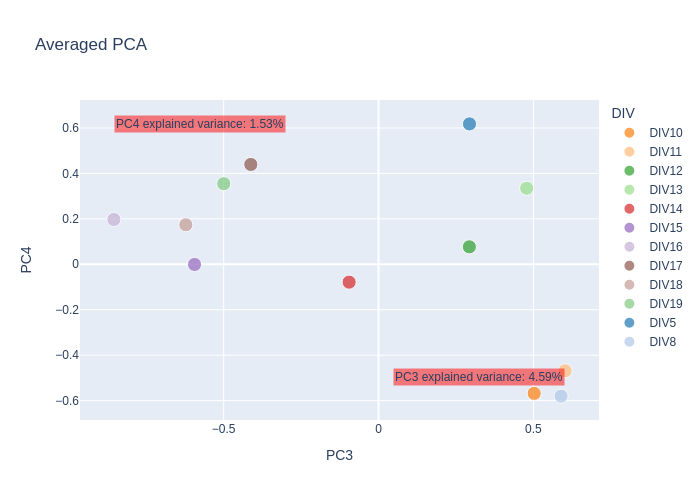 Averaged PCA
DIV
DIV10
DIV11
DIV12
DIV13
DIV14
DIV15
DIV16
DIV17
DIV18
DIV19
DIV5
DIV8
PC4 explained variance: 1.53%
PC3 explained variance: 4.59%
0.6
0.4
0.2
0
−0.2
−0.4
−0.6
PC4
−0.5
0
0.5
PC3